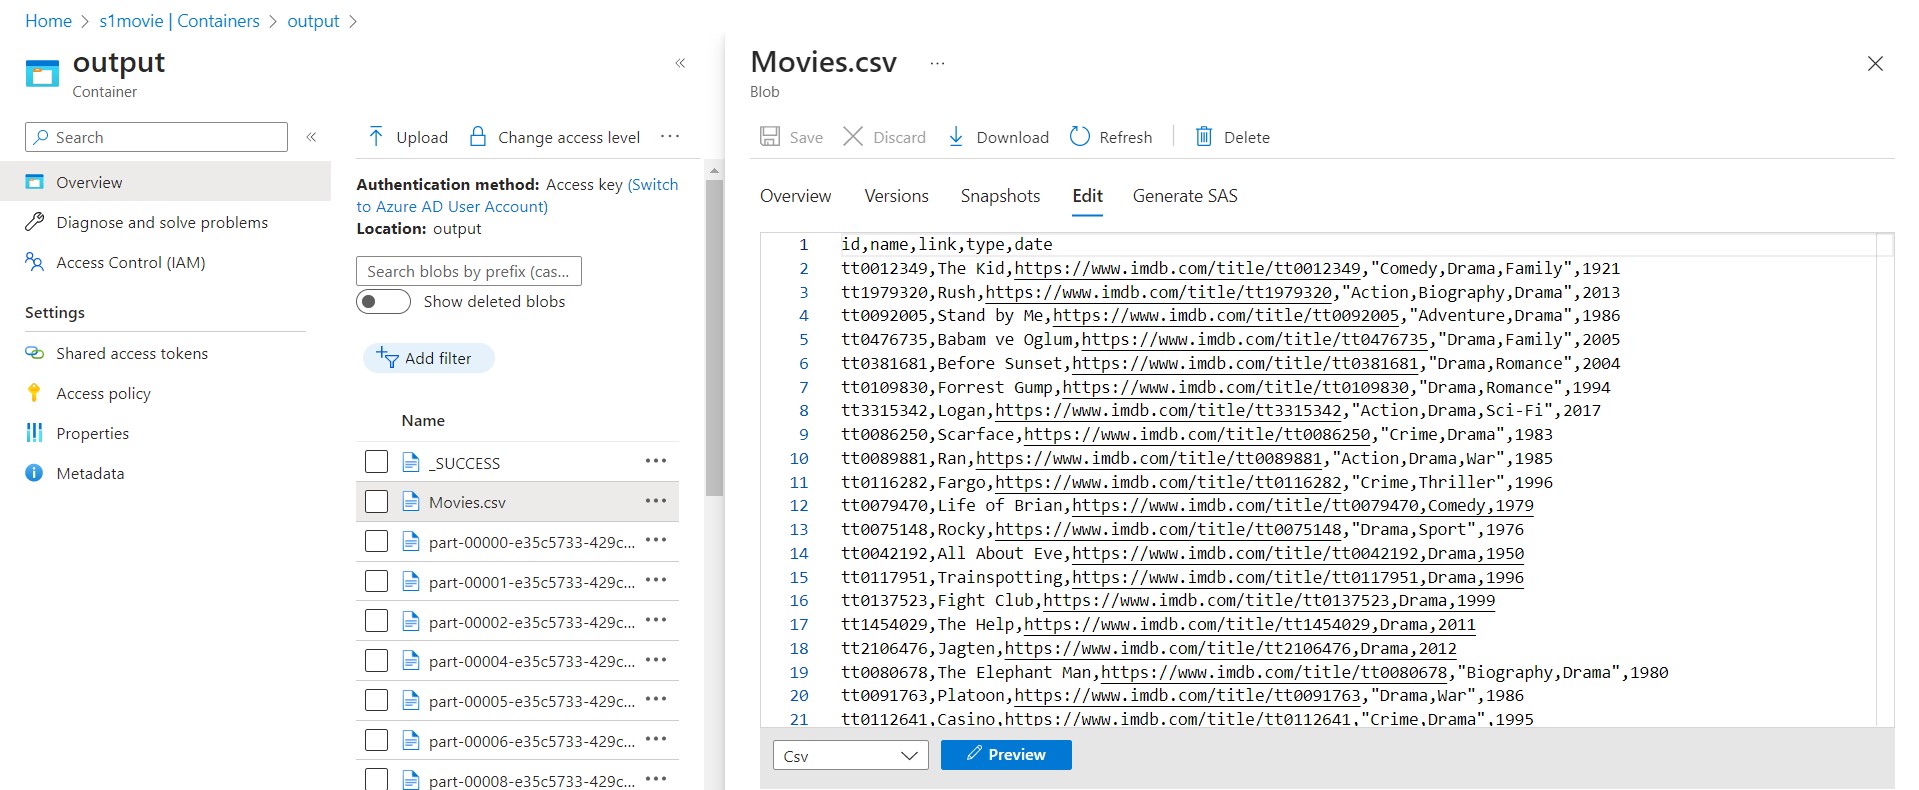 Home > s1movie | Containers > output >
output
Container
«
Search
«
Overview
Diagnose and solve problems
Access Control (IAM)
Settings
Shared access tokens
Access policy
Properties
Metadata
Upload Change access level ...
Authentication method: Access key (Switch
to Azure AD User Account)
Location: output
Search blobs by prefix (cas...
Show deleted blobs
Add filter
Name
_SUCCESS ...
Movies.csv ...
part-00000-e35c5733-429c... ...
part-00001-e35c5733-429c... ...
part-00002-e35c5733-429c... ...
part-00004-e35c5733-429c... ...
part-00005-e35c5733-429c... ...
part-00006-e35c5733-429c... ...
part-00008-e35c5733-429c... ...
Movies.csv ...
Blob
Save Discard Download Refresh Delete
Overview Versions Snapshots Edit Generate SAS
1 id,name,link,type,date
2 tt0012349,The Kid,https://www.imdb.com/title/tt0012349,"Comedy,Drama,Family",1921
3 tt1979320,Rush,https://www.imdb.com/title/tt1979320,"Action,Biography,Drama",2013
4 tt0092005,Stand by Me,https://www.imdb.com/title/tt0092005,"Adventure,Drama",1986
5 tt0476735,Babam ve Oglum,https://www.imdb.com/title/tt0476735,"Drama,Family",2005
6 tt0381681,Before Sunset,https://www.imdb.com/title/tt0381681,"Drama,Romance",2004
7 tt0109830,Forrest Gump,https://www.imdb.com/title/tt0109830,"Drama,Romance",1994
8 tt3315342,Logan,https://www.imdb.com/title/tt3315342,"Action,Drama,Sci-Fi",2017
9 tt0086250,Scarface,https://www.imdb.com/title/tt0086250,"Crime,Drama",1983
10 tt0089881,Ran,https://www.imdb.com/title/tt0089881,"Action,Drama,War",1985
11 tt0116282,Fargo,https://www.imdb.com/title/tt0116282,"Crime,Thriller",1996
12 tt0079470,Life of Brian,https://www.imdb.com/title/tt0079470,Comedy,1979
13 tt0075148,Rocky,https://www.imdb.com/title/tt0075148,"Drama,Sport",1976
14 tt0042192,All About Eve,https://www.imdb.com/title/tt0042192,Drama,1950
15 tt0117951,Trainspotting,https://www.imdb.com/title/tt0117951,Drama,1996
16 tt0137523,Fight Club,https://www.imdb.com/title/tt0137523,Drama,1999
17 tt1454029,The Help,https://www.imdb.com/title/tt1454029,Drama,2011
18 tt2106476,Jagten,https://www.imdb.com/title/tt2106476,Drama,2012
19 tt0080678,The Elephant Man,https://www.imdb.com/title/tt0080678,"Biography,Drama",1980
20 tt0091763,Platoon,https://www.imdb.com/title/tt0091763,"Drama,War",1986
21 tt0112641,Casino,https://www.imdb.com/title/tt0112641,"Crime,Drama",1995
Csv Preview